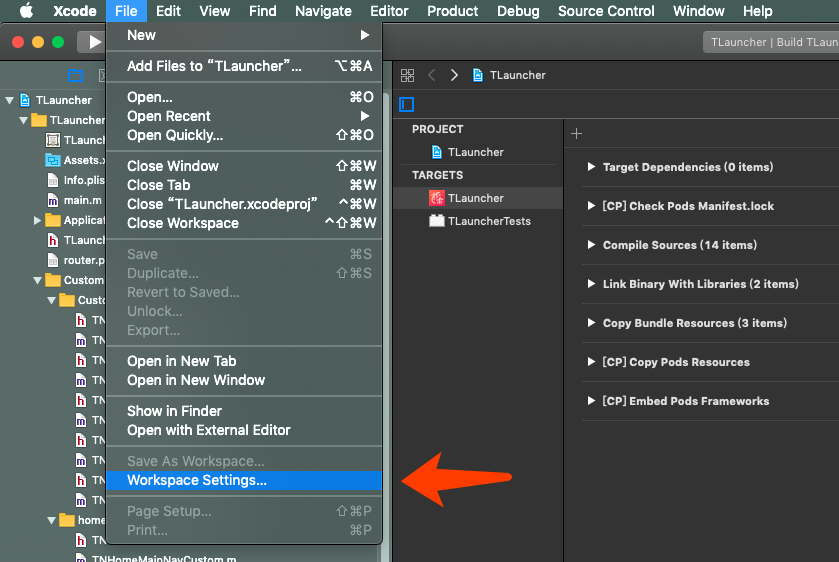 Xcode File Edit View Find Navigate Editor Product Debug Source Control Window Help
TLauncher | Build TLaun
New
Add Files to “TLauncher”... ⌥⌘A
Open... ⌘O
Open Recent
Open Quickly... ⇧⌘O
Close Window ⇧⌘W
Close Tab ⌘W
Close “TLauncher.xcodeproj” ^⌘W
Close Workspace ^⇧⌘W
Save ⌘S
Duplicate... ⇧⌘S
Revert to Saved...
Unlock...
Export...
Open in New Tab
Open in New Window
Show in Finder
Open with External Editor
Save As Workspace...
Workspace Settings...
Page Setup... ⇧⌘P
Print... ⌘P
TLauncher
TLauncher
TLaunc
Assets.x
Info.plis
main.m
Applicat
h TLaunc
router.p
Custom
Custo
h TN
m TN
h TN
m TN
h TN
m TN
h TN
m TN
h TN
m TN
home
h TN
m TNHomeMainNavCustom.m
TLauncher
PROJECT
TLauncher
TARGETS
TLauncher
TLauncherTests
Target Dependencies (0 items)
[CP] Check Pods Manifest.lock
Compile Sources (14 items)
Link Binary With Libraries (2 items)
Copy Bundle Resources (3 items)
[CP] Copy Pods Resources
[CP] Embed Pods Frameworks